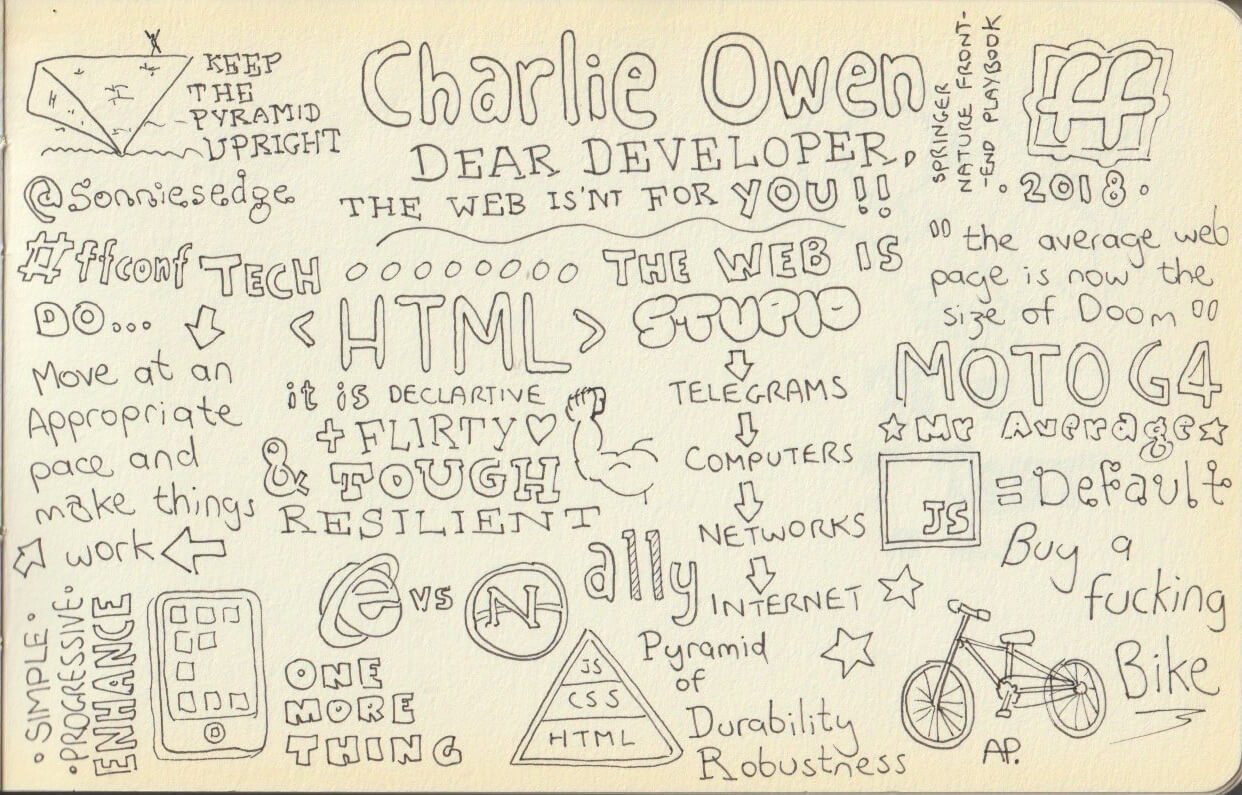 KEEP
THE
PYRAMID
UPRIGHT
Charlie Owen
DEAR DEVELOPER,
THE WEB IS'NT FOR YOU!!
SPRINGER
NATURE FRONT-
-END PLAYBOOK
ff
.2018.
@Sonniesedge
#ffconf TECH
THE WEB IS
STUPID
"the average web
page is now the
size of Doom"
DO...
Move at an
Appropriate
pace and
make things
work
<HTML>
it is DECLARTIVE
+ FLIRTY
& TOUGH
RESILIENT
TELEGRAMS
COMPUTERS
NETWORKS
INTERNET
MOTO G4
Mr Average
JS = Default
Buy a
fucking
Bike
e vs N
ally
•SIMPLE•
•PROGRESSIVE•
ENHANCE
ONE
MORE
THING
JS
CSS
HTML
Pyramid
of
Durability
Robustness
AP.